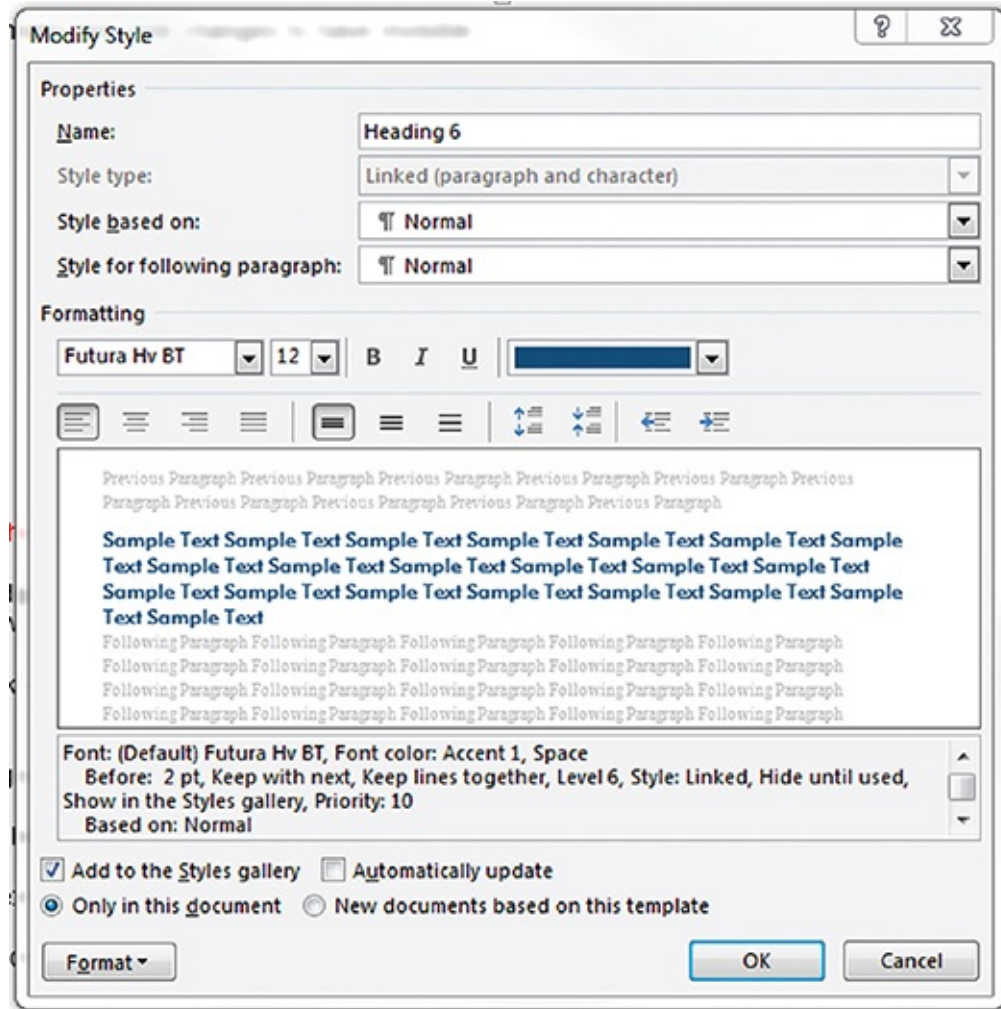 Modify Style
Properties
Name: Heading 6
Style type: Linked (paragraph and character)
Style based on: ¶ Normal
Style for following paragraph: ¶ Normal
Formatting
Futura Hv BT 12 B I U
Previous Paragraph Previous Paragraph Previous Paragraph Previous Paragraph Previous Paragraph Previous
Paragraph Previous Paragraph Previous Paragraph Previous Paragraph Previous Paragraph
Sample Text Sample Text Sample Text Sample Text Sample Text Sample Text Sample
Text Sample Text Sample Text Sample Text Sample Text Sample Text Sample Text
Sample Text Sample Text Sample Text Sample Text Sample Text Sample Text Sample
Text Sample Text
Following Paragraph Following Paragraph Following Paragraph Following Paragraph Following Paragraph
Following Paragraph Following Paragraph Following Paragraph Following Paragraph Following Paragraph
Following Paragraph Following Paragraph Following Paragraph Following Paragraph Following Paragraph
Following Paragraph Following Paragraph Following Paragraph Following Paragraph Following Paragraph
Font: (Default) Futura Hv BT, Font color: Accent 1, Space
Before: 2 pt, Keep with next, Keep lines together, Level 6, Style: Linked, Hide until used,
Show in the Styles gallery, Priority: 10
Based on: Normal
Add to the Styles gallery Automatically update
Only in this document New documents based on this template
Format OK Cancel